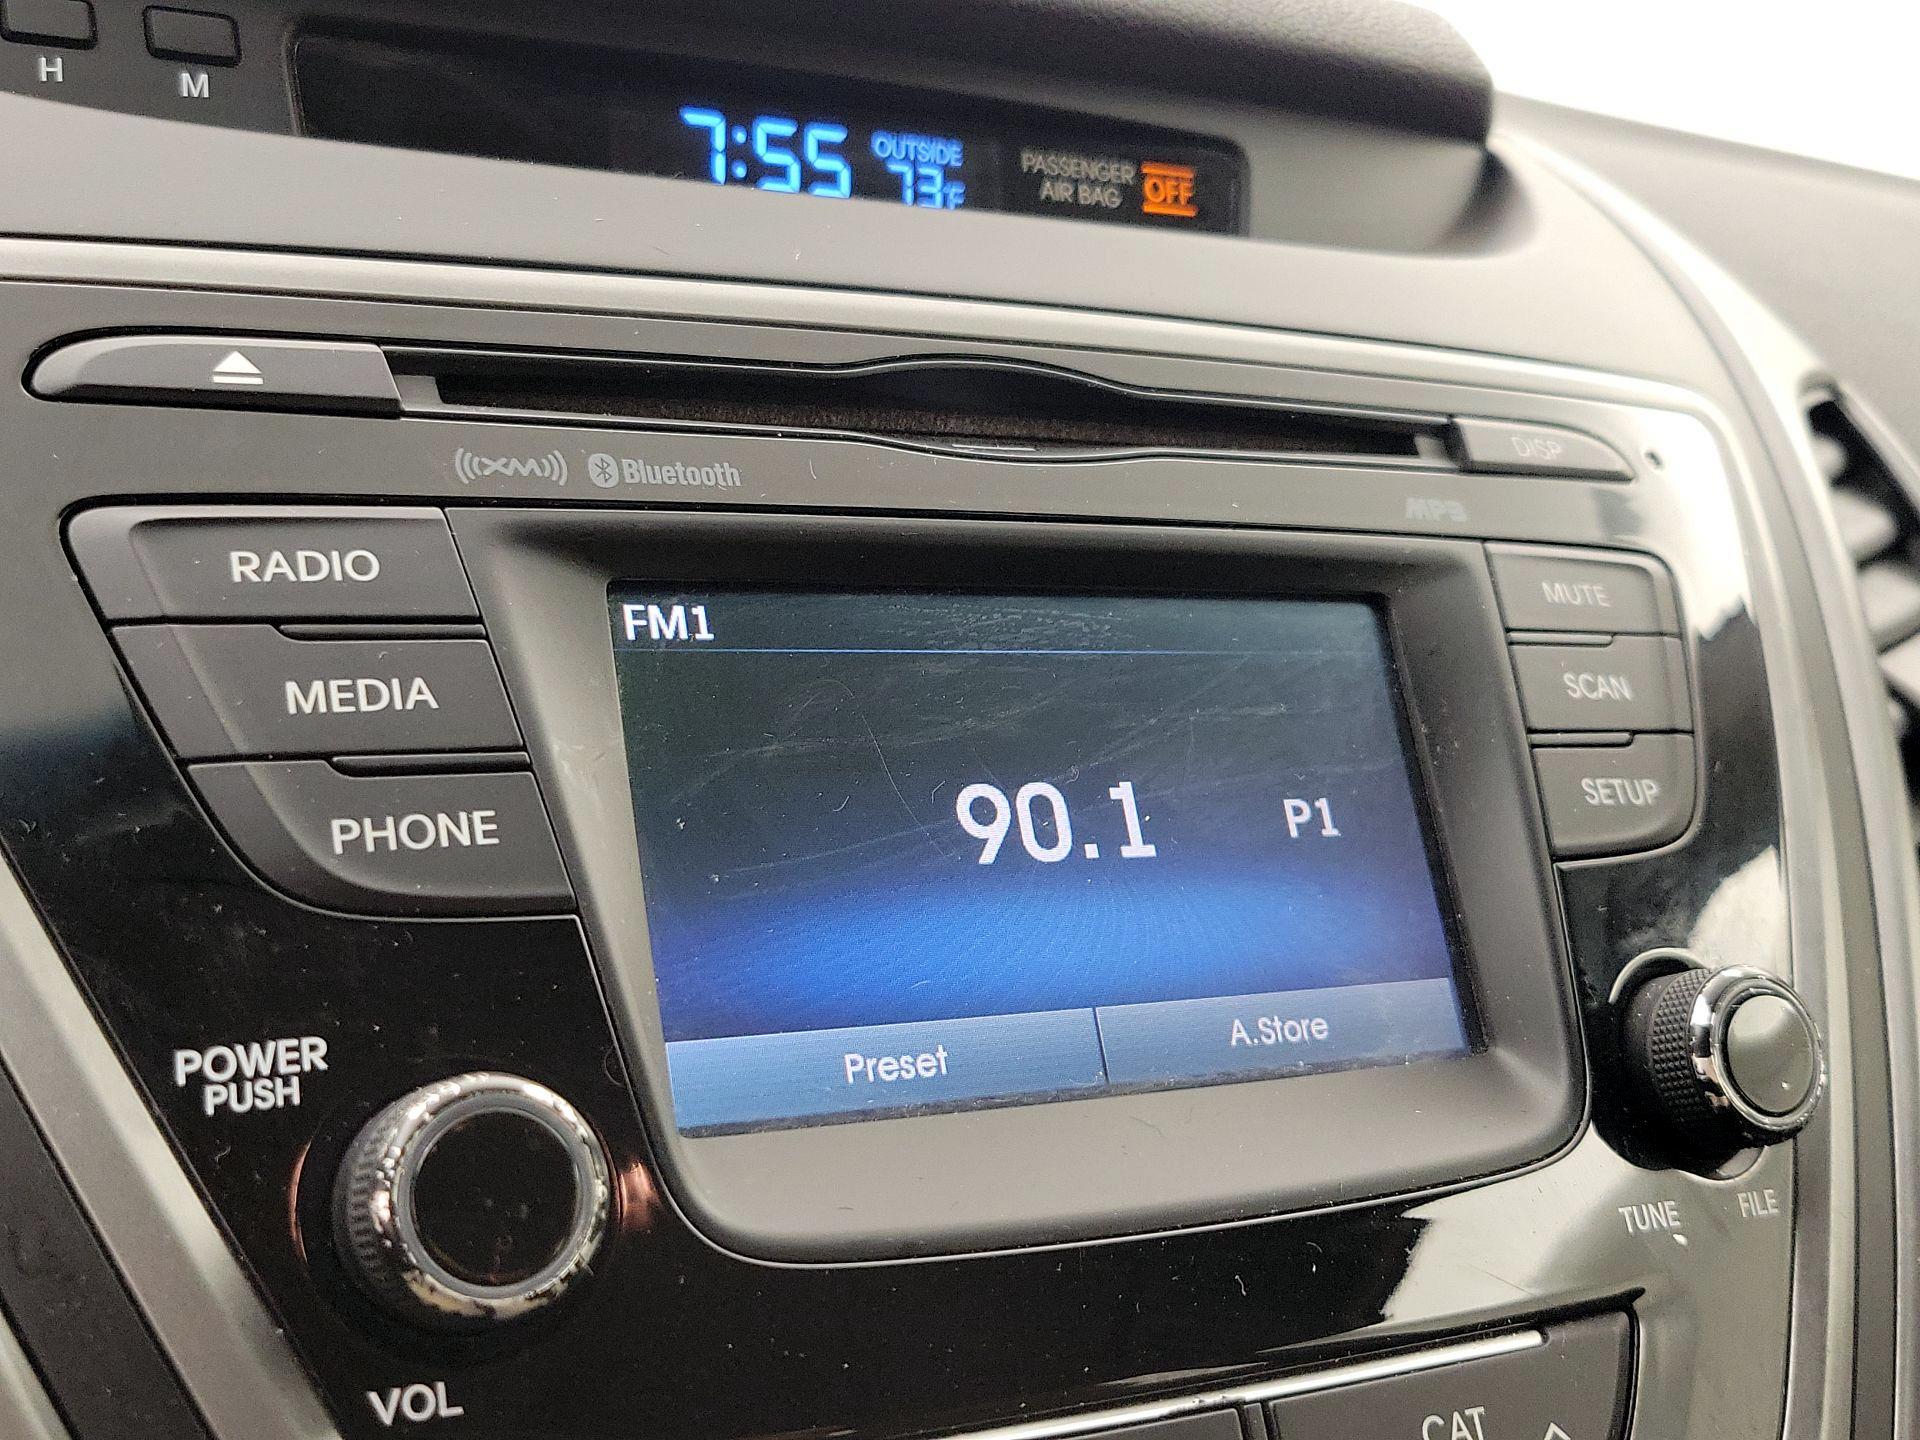 H
M
7:55
OUTSIDE
73°F
PASSENGER
AIR BAG
OFF
DISP
XM
Bluetooth
MP3
RADIO
MEDIA
PHONE
FM1
90.1
P1
Preset
A.Store
MUTE
SCAN
SETUP
POWER
PUSH
VOL
TUNE
FILE
CAT